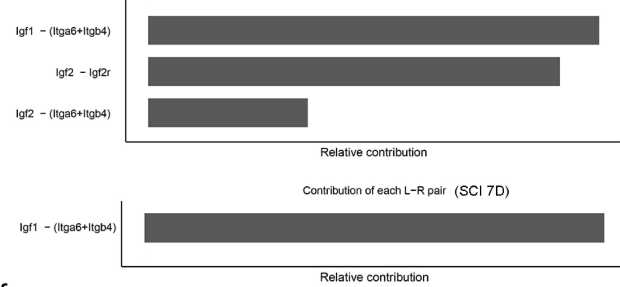 Igf1 − (Itga6+Itgb4)
Igf2 − Igf2r
Igf2 − (Itga6+Itgb4)
Relative contribution
Contribution of each L−R pair (SCI 7D)
Igf1 − (Itga6+Itgb4)
Relative contribution